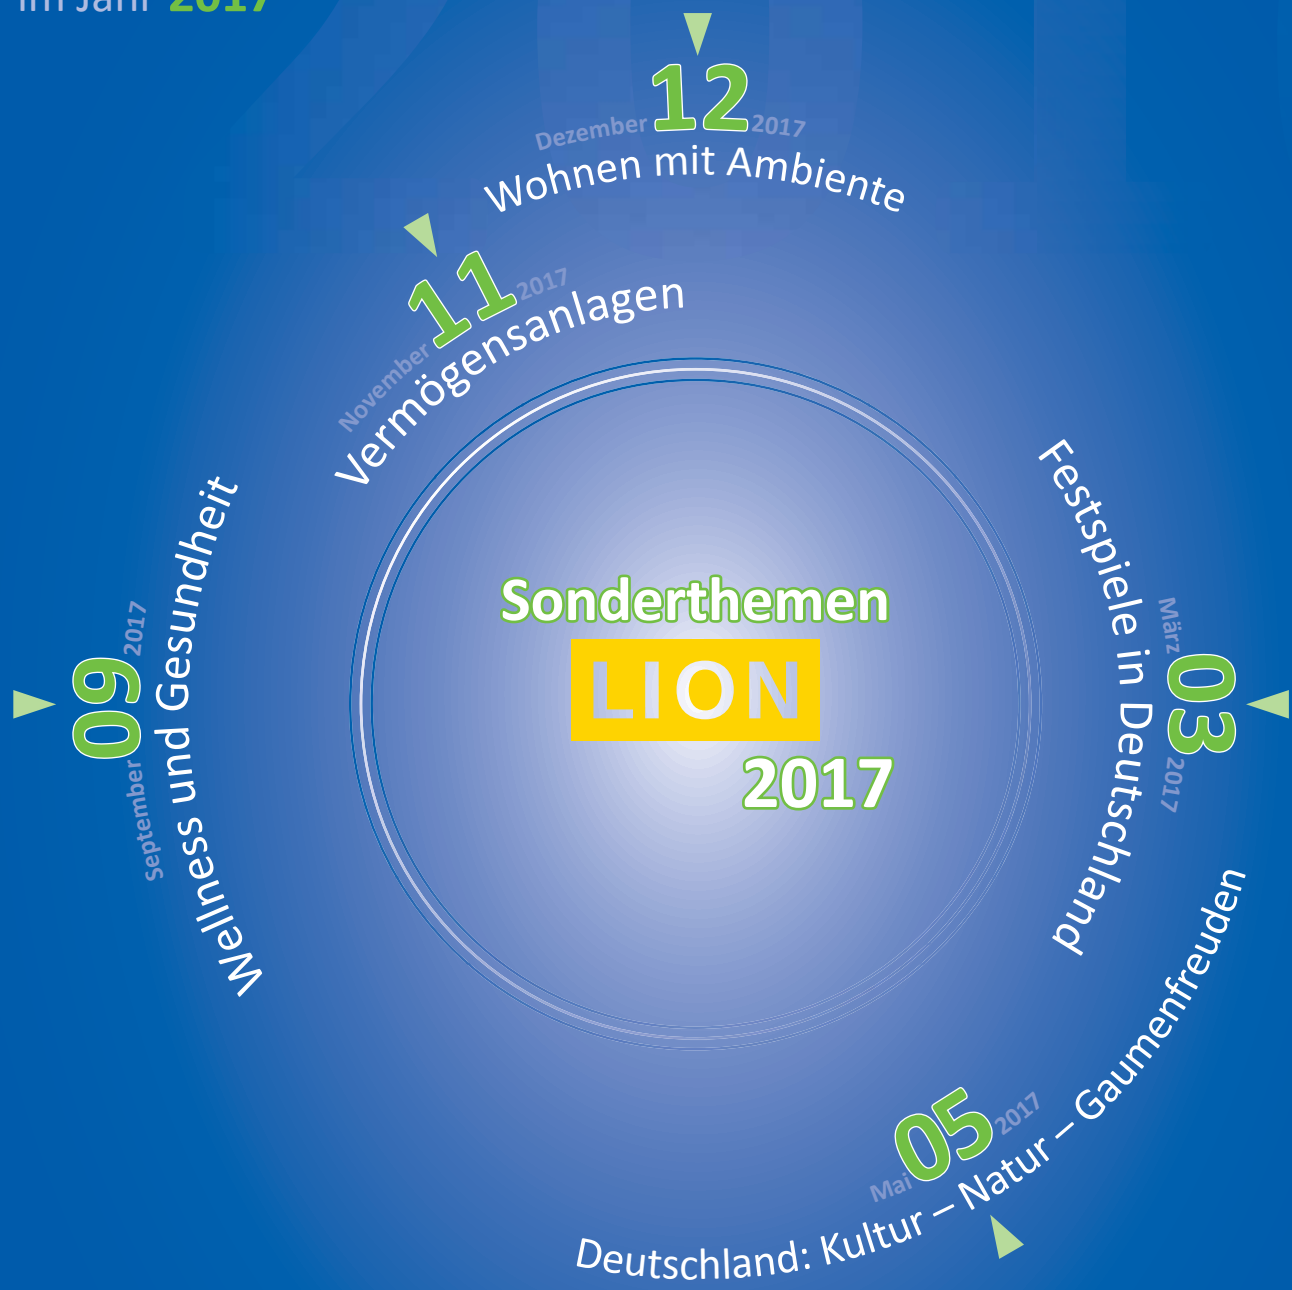 im Jahr 2017
Dezember 12 2017
Wohnen mit Ambiente
November 11 2017
Vermögensanlagen
Festspiele in Deutschland
März 03 2017
September 09 2017
Wellness und Gesundheit
Sonderthemen
LION
2017
Mai 05 2017
Deutschland: Kultur – Natur – Gaumenfreuden